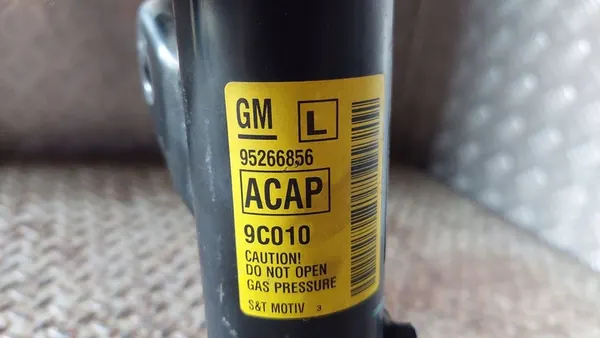 GM L
95266856
ACAP
9C010
CAUTION!
DO NOT OPEN
GAS PRESSURE
S&T MOTIV 3